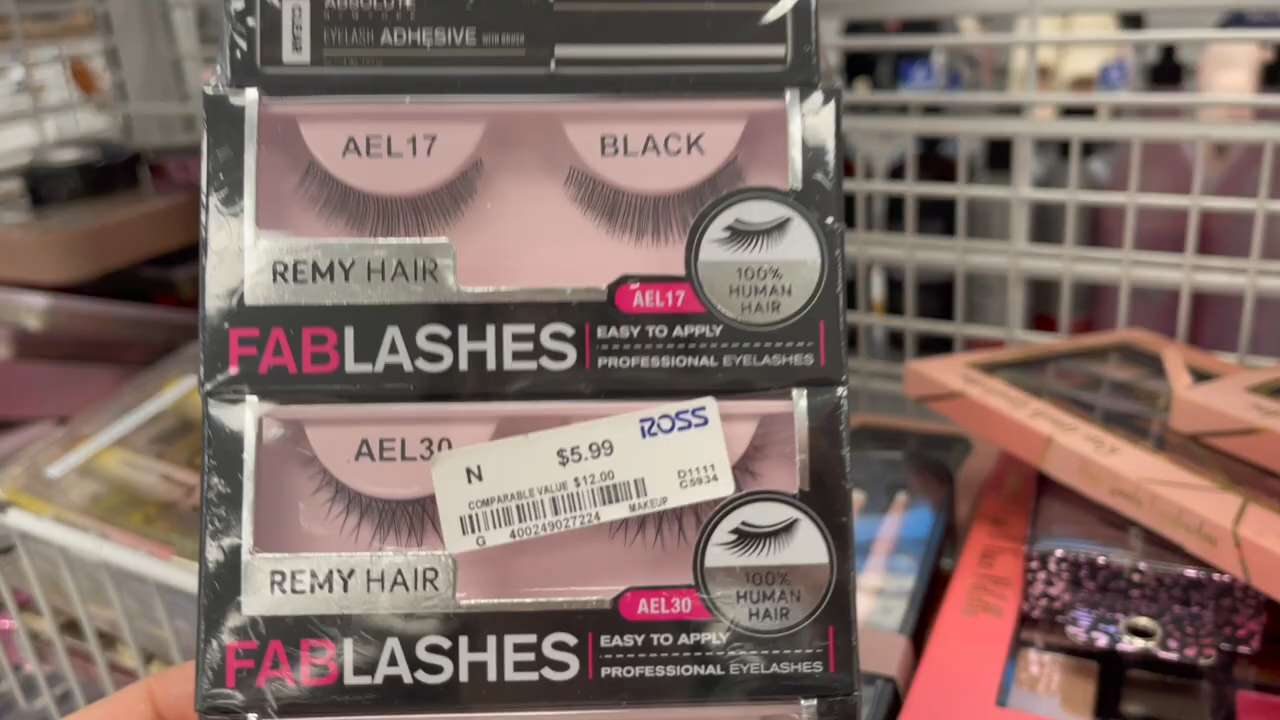 CLEAR
ABSOLUTE
NEW YORK
EYELASH ADHESIVE WITH BRUSH
AEL17
BLACK
REMY HAIR
100%
HUMAN
HAIR
AEL17
FABLASHES
EASY TO APPLY
PROFESSIONAL EYELASHES
AEL30
ROSS
N
$5.99
COMPARABLE VALUE $12.00
D1111
C5934
MAKEUP
G 400249027224
REMY HAIR
100%
HUMAN
HAIR
AEL30
FABLASHES
EASY TO APPLY
PROFESSIONAL EYELASHES